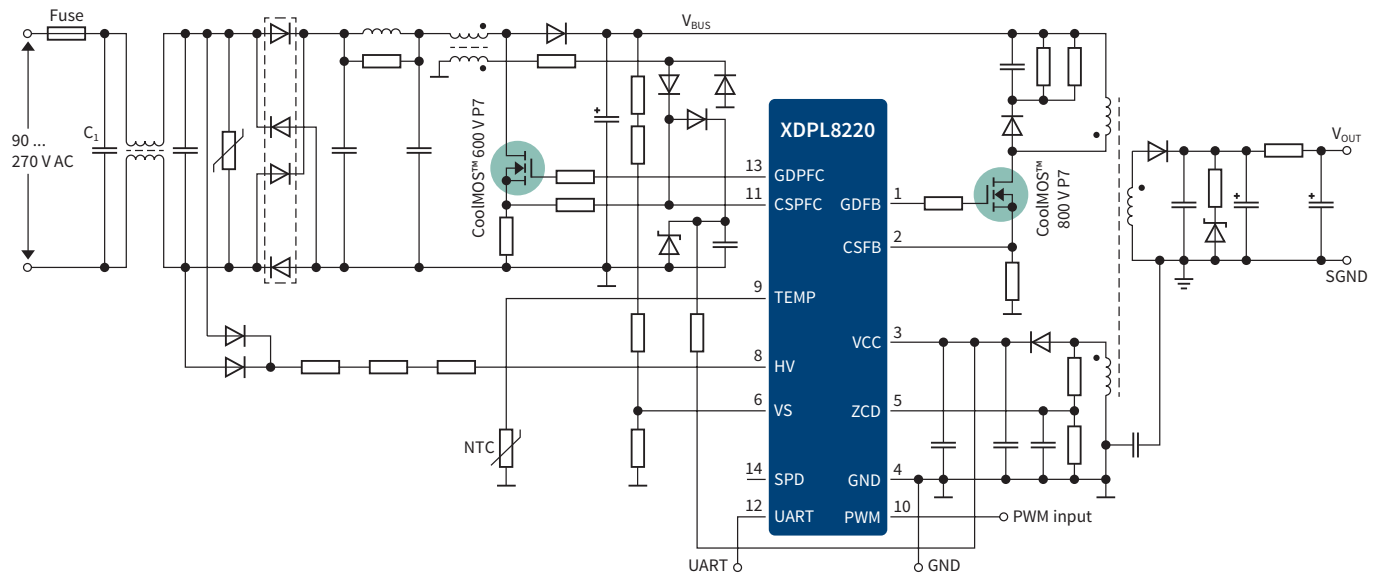 Fuse
90 ...
270 V AC
C1
VBUS
CoolMOS™ 600 V P7
XDPL8220
13
GDPFC
11
CSPFC
9
TEMP
8
HV
6
VS
14
SPD
12
UART
1
GDFB
2
CSFB
3
VCC
5
ZCD
4
GND
10
PWM
CoolMOS™
800 V P7
VOUT
SGND
NTC
PWM input
UART
GND